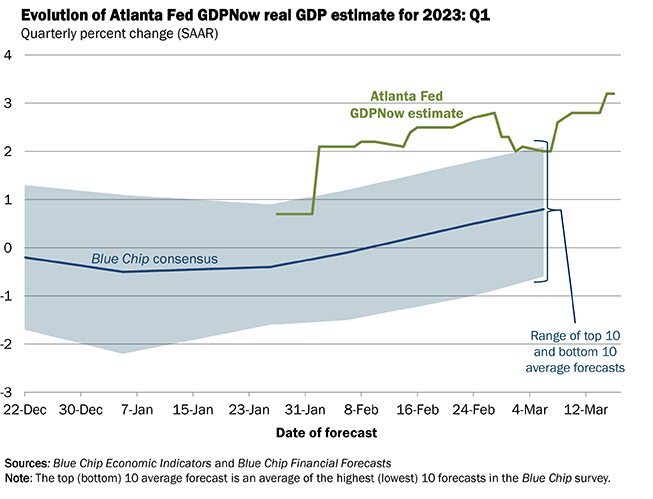 Evolution of Atlanta Fed GDPNow real GDP estimate for 2023: Q1
Quarterly percent change (SAAR)
4
3
2
1
0
-1
-2
-3
Atlanta Fed
GDPNow estimate
Blue Chip consensus
Range of top 10
and bottom 10
average forecasts
22-Dec 30-Dec 7-Jan 15-Jan 23-Jan 31-Jan 8-Feb 16-Feb 24-Feb 4-Mar 12-Mar
Date of forecast
Sources: Blue Chip Economic Indicators and Blue Chip Financial Forecasts
Note: The top (bottom) 10 average forecast is an average of the highest (lowest) 10 forecasts in the Blue Chip survey.